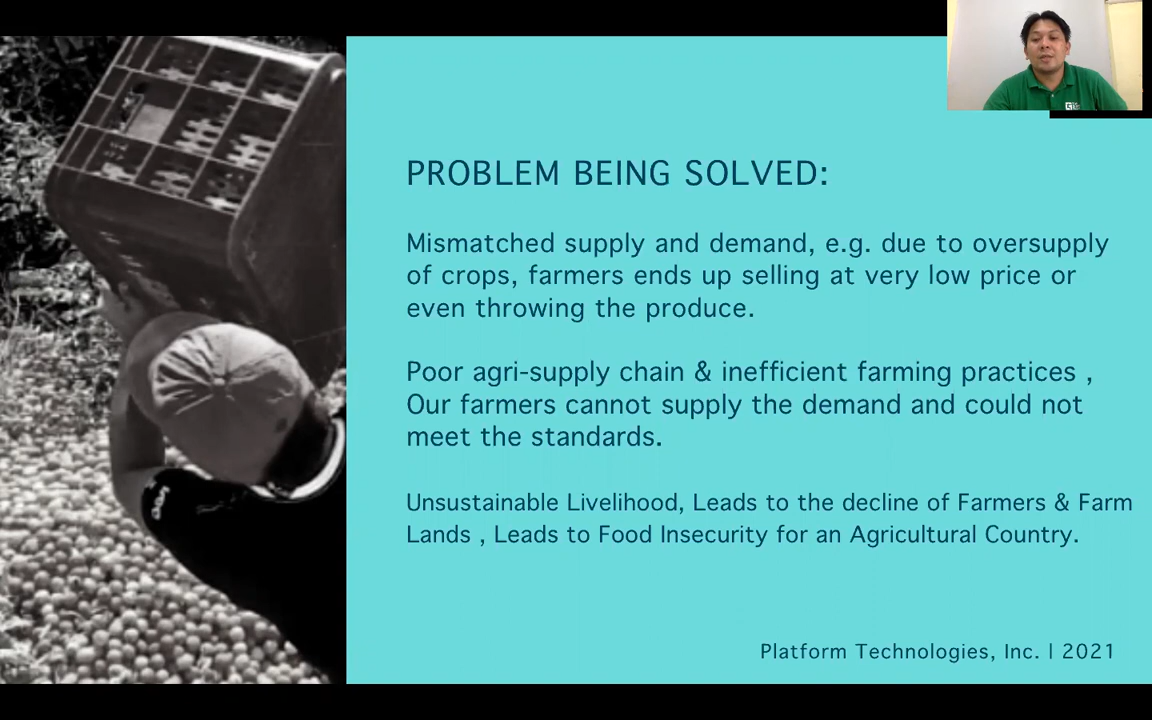 PROBLEM BEING SOLVED:
Mismatched supply and demand, e.g. due to oversupply
of crops, farmers ends up selling at very low price or
even throwing the produce.
Poor agri-supply chain & inefficient farming practices ,
Our farmers cannot supply the demand and could not
meet the standards.
Unsustainable Livelihood, Leads to the decline of Farmers & Farm
Lands , Leads to Food Insecurity for an Agricultural Country.
Platform Technologies, Inc. | 2021